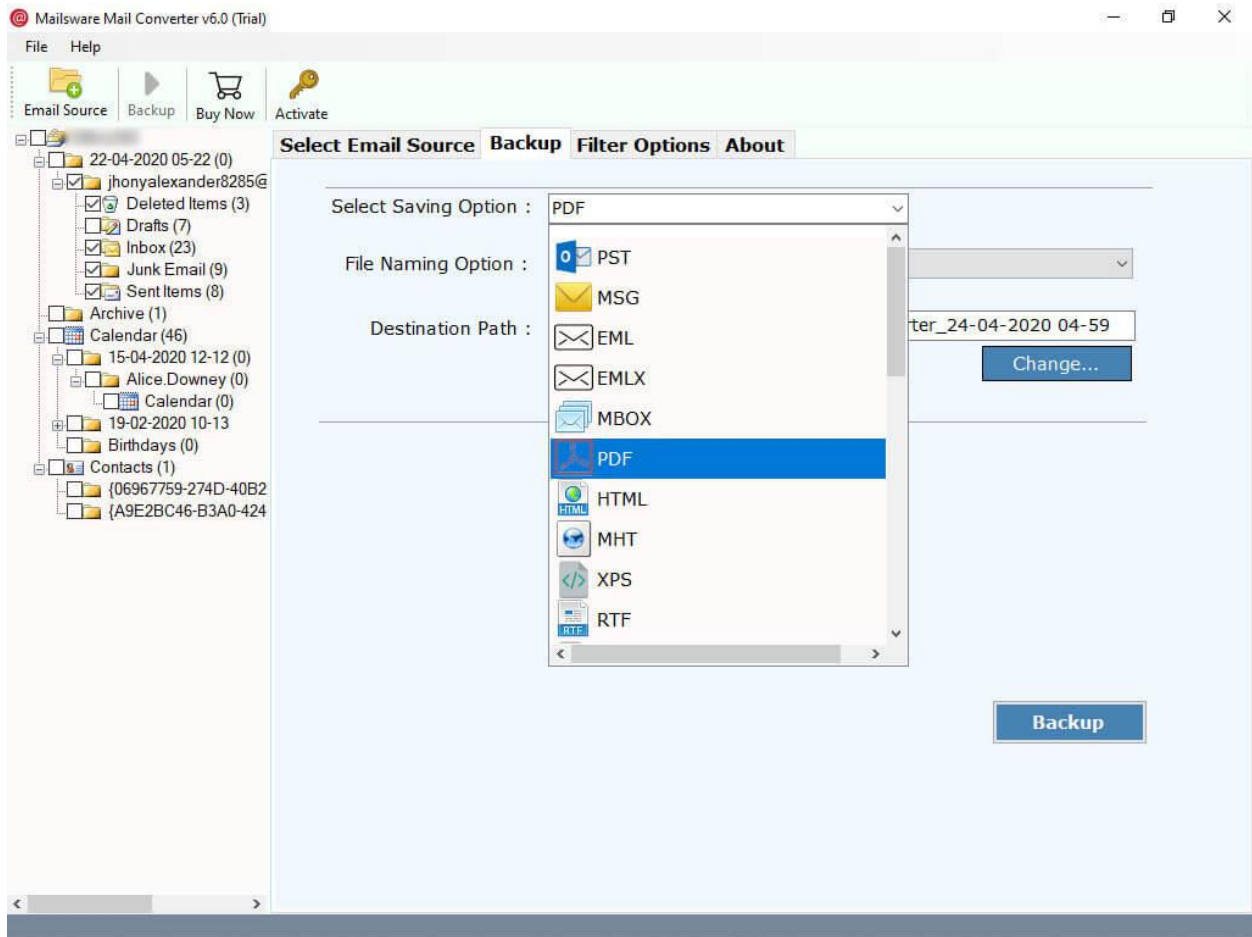 Mailsware Mail Converter v6.0 (Trial)
File Help
Email Source Backup Buy Now Activate
22-04-2020 05-22 (0)
jhonyalexander8285@
Deleted Items (3)
Drafts (7)
Inbox (23)
Junk Email (9)
Sent Items (8)
Archive (1)
Calendar (46)
15-04-2020 12-12 (0)
Alice.Downey (0)
Calendar (0)
19-02-2020 10-13
Birthdays (0)
Contacts (1)
{06967759-274D-40B2
{A9E2BC46-B3A0-424
Select Email Source Backup Filter Options About
Select Saving Option : PDF
File Naming Option :
Destination Path : ter_24-04-2020 04-59
Change...
PST
MSG
EML
EMLX
MBOX
PDF
HTML
HTML
MHT
XPS
RTF
RTF
Backup